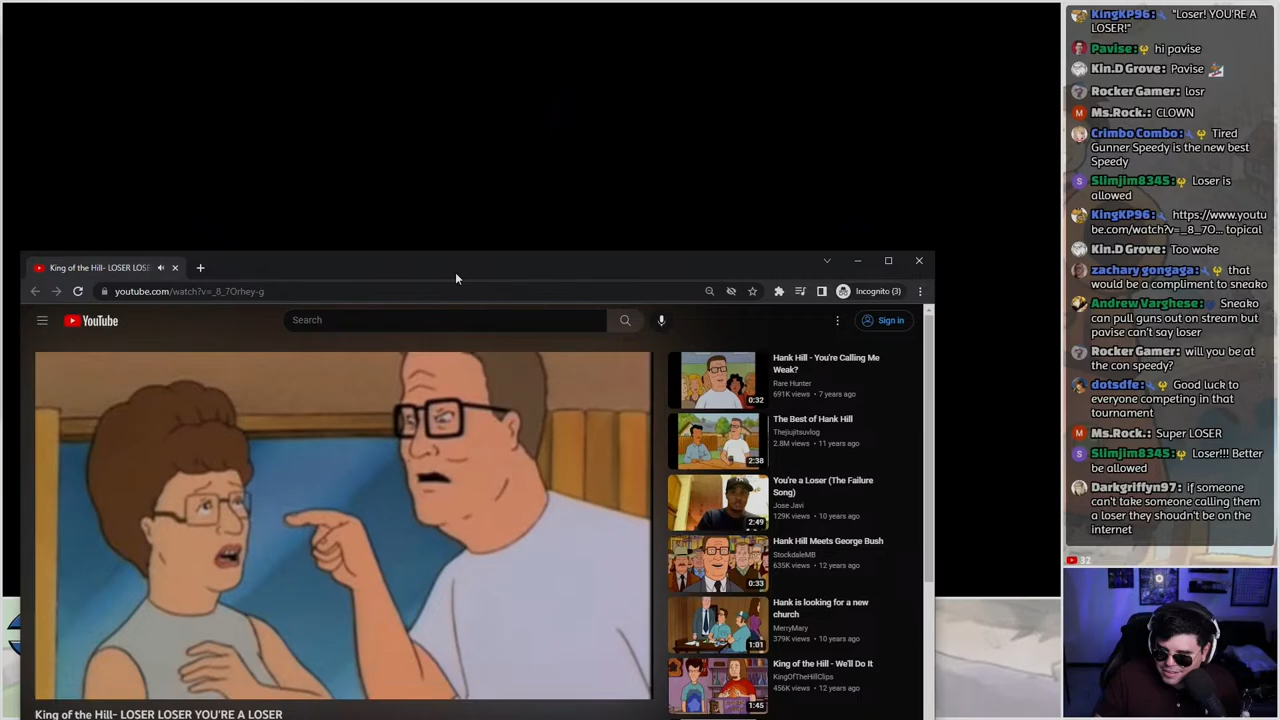 King of the Hill- LOSER LOSE
youtube.com/watch?v=_8_7Orhey-g
Incognito (3)
YouTube
Search
Sign in
Hank Hill - You're Calling Me
Weak?
Rare Hunter
691K views • 7 years ago
0:32
The Best of Hank Hill
Thejiujitsuvlog
2.8M views • 11 years ago
2:38
You're a Loser (The Failure
Song)
Jose Javi
129K views • 10 years ago
2:49
Hank Hill Meets George Bush
StockdaleMB
635K views • 12 years ago
0:33
Hank is looking for a new
church
MerryMary
379K views • 10 years ago
1:01
King of the Hill - We'll Do It
KingOfTheHillClips
456K views • 12 years ago
1:45
King of the Hill- LOSER LOSER YOU'RE A LOSER
KingKP96: "Loser! YOU'RE A
LOSER!"
Pavise: hi pavise
Kin.D Grove: Pavise
Rocker Gamer: losr
M Ms.Rock.: CLOWN
Crimbo Combo: Tired
Gunner Speedy is the new best
Speedy
S Slimjim8345: Loser is
allowed
KingKP96: https://www.youtu
be.com/watch?v=_8_7O... topical
Kin.D Grove: Too woke
zachary gongaga: that
would be a compliment to sneako
Andrew Varghese: Sneako
can pull guns out on stream but
pavise can't say loser
Rocker Gamer: will you be at
the con speedy?
dotsdfe: Good luck to
everyone competing in that
tournament
M Ms.Rock.: Super LOSER
S Slimjim8345: Loser!!! Better
be allowed
Darkgriffyn97: if someone
can't take someone calling them
a loser they shoudn't be on the
internet
32